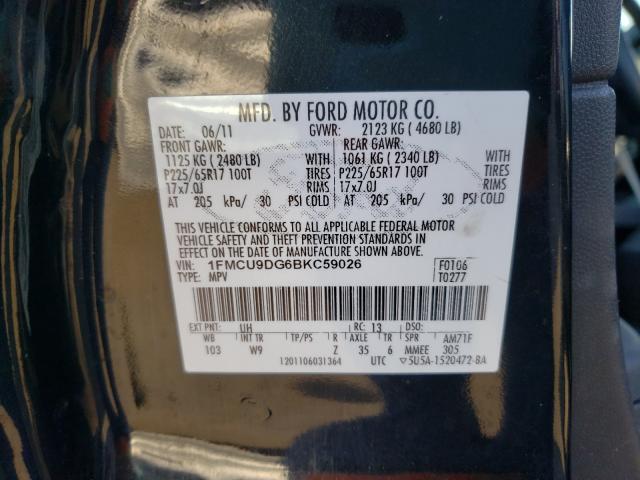 MFD. BY FORD MOTOR CO.
DATE: 06/11 GVWR: 2123 KG ( 4680 LB)
FRONT GAWR: REAR GAWR:
1125 KG ( 2480 LB) WITH 1061 KG ( 2340 LB) WITH
P225/65R17 100T TIRES P225/65R17 100T TIRES
17x7.0J RIMS 17x7.0J RIMS
AT 205 kPa/ 30 PSI COLD AT 205 kPa/ 30 PSI COLD
THIS VEHICLE CONFORMS TO ALL APPLICABLE FEDERAL MOTOR
VEHICLE SAFETY AND THEFT PREVENTION STANDARDS IN
EFFECT ON THE DATE OF MANUFACTURE SHOWN ABOVE.
VIN: 1FMCU9DG6BKC59026 F0106
TYPE: MPV T0277
EXT PNT: UH RC: 13 DSO:
WB INT TR TP/PS R AXLE TR SPR AM71F
103 W9 Z 35 6 MMEE 305
1201106031364 UTC ▽5U5A-1520472-BA